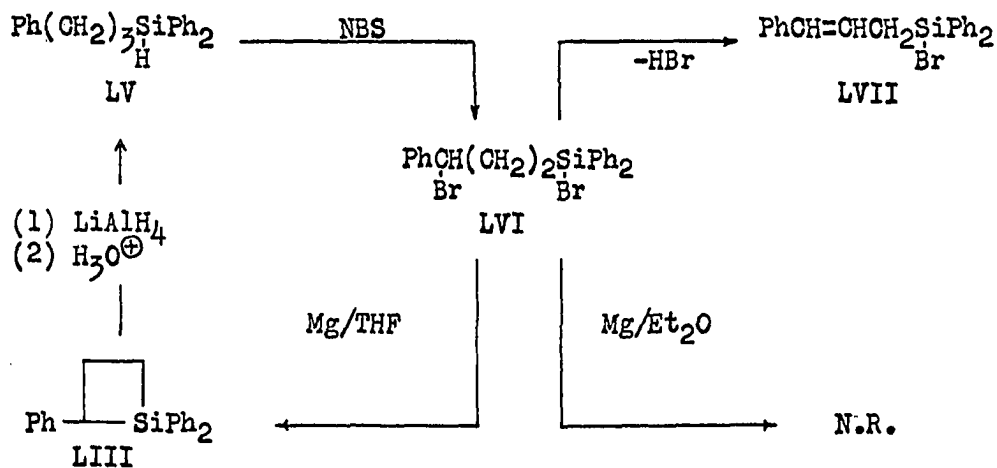 Ph(CH2)3SiPh2
H
LV
NBS
-HBr
PhCH=CHCH2SiPh2
Br
LVII
PhCH(CH2)2SiPh2
Br Br
LVI
(1) LiAlH4
(2) H3O⊕
Mg/THF
Mg/Et2O
Ph SiPh2
LIII
N.R.